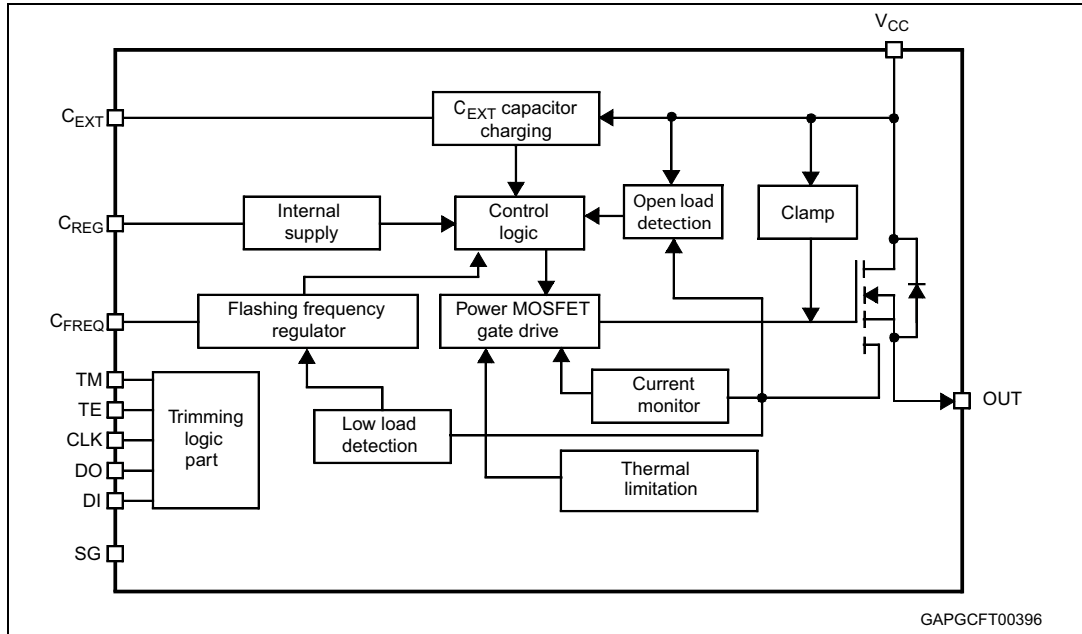 VCC
CEXT
CEXT capacitor
charging
CREG
Internal
supply
Control
logic
Open load
detection
Clamp
CFREQ
Flashing frequency
regulator
Power MOSFET
gate drive
TM
TE
CLK
DO
DI
Trimming
logic
part
Low load
detection
Current
monitor
Thermal
limitation
OUT
SG
GAPGCFT00396